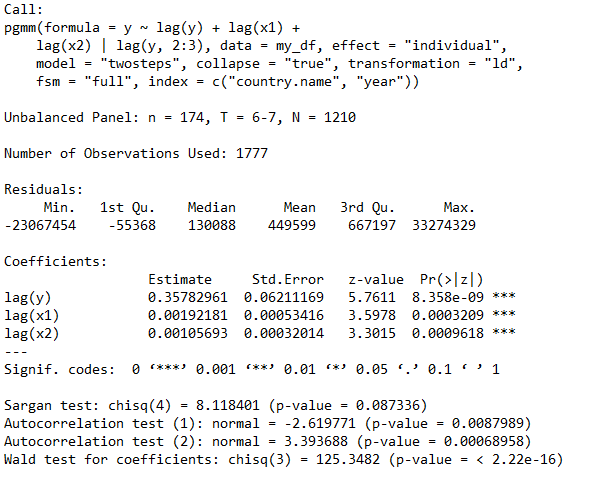 Call:
pgmm(formula = y ~ lag(y) + lag(x1) +
    lag(x2) | lag(y, 2:3), data = my_df, effect = "individual",
    model = "twosteps", collapse = "true", transformation = "ld",
    fsm = "full", index = c("country.name", "year"))

Unbalanced Panel: n = 174, T = 6-7, N = 1210

Number of Observations Used: 1777

Residuals:
     Min.   1st Qu.    Median      Mean   3rd Qu.      Max.
-23067454    -55368    130088    449599    667197  33274329

Coefficients:
                   Estimate   Std.Error   z-value  Pr(>|z|)
lag(y)           0.35782961  0.06211169    5.7611  8.358e-09 ***
lag(x1)          0.00192181  0.00053416    3.5978  0.0003209 ***
lag(x2)          0.00105693  0.00032014    3.3015  0.0009618 ***
---
Signif. codes:  0 ‘***’ 0.001 ‘**’ 0.01 ‘*’ 0.05 ‘.’ 0.1 ‘ ’ 1

Sargan test: chisq(4) = 8.118401 (p-value = 0.087336)
Autocorrelation test (1): normal = -2.619771 (p-value = 0.0087989)
Autocorrelation test (2): normal = 3.393688 (p-value = 0.00068958)
Wald test for coefficients: chisq(3) = 125.3482 (p-value = < 2.22e-16)